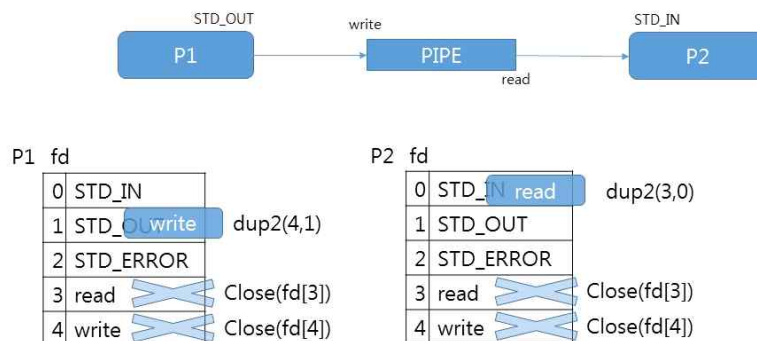 STD_OUT
write
STD_IN
P1
PIPE
P2
read
P1 fd
0 STD_IN
1 STD_OUT write dup2(4,1)
2 STD_ERROR
3 read Close(fd[3])
4 write Close(fd[4])
P2 fd
0 STD_IN read dup2(3,0)
1 STD_OUT
2 STD_ERROR
3 read Close(fd[3])
4 write Close(fd[4])